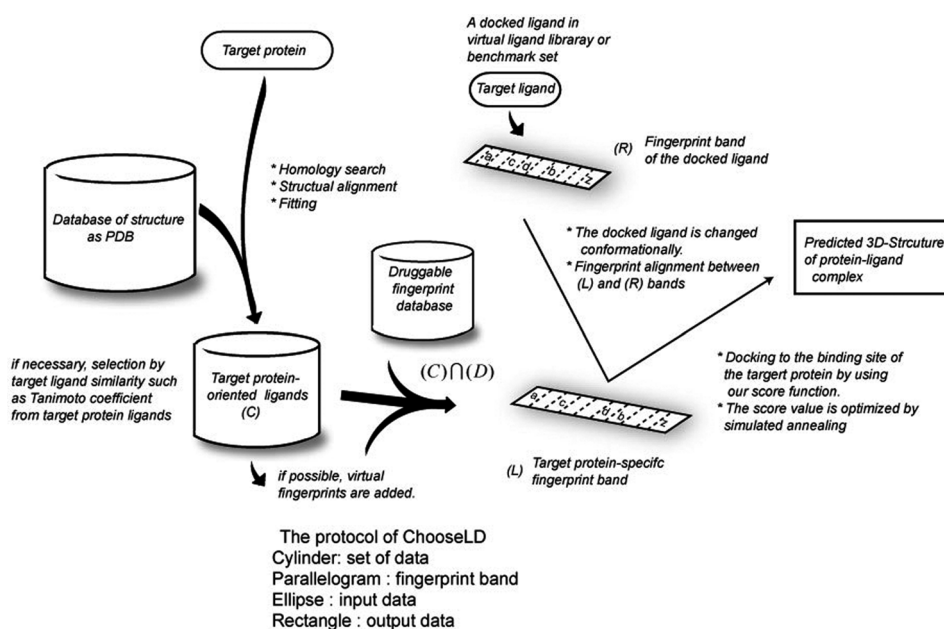 Target protein
A docked ligand in
virtual ligand libraray or
benchmark set
Target ligand
a c d b z
(R) Fingerprint band
of the docked ligand
* Homology search
* Structual alignment
* Fitting
Database of structure
as PDB
* The docked ligand is changed
conformationally.
* Fingerprint alignment between
(L) and (R) bands
Predicted 3D-Strcuture
of protein-ligand
complex
Druggable
fingerprint
database
if necessary, selection by
target ligand similarity such
as Tanimoto coefficient
from target protein ligands
Target protein-
oriented ligands
(C)
(C)∩(D)
a c d b z
* Docking to the binding site of
the targert protein by using
our score function.
* The score value is optimized by
simulated annealing
(L) Target protein-specifc
fingerprint band
if possible, virtual
fingerprints are added.
The protocol of ChooseLD
Cylinder: set of data
Parallelogram : fingerprint band
Ellipse : input data
Rectangle : output data